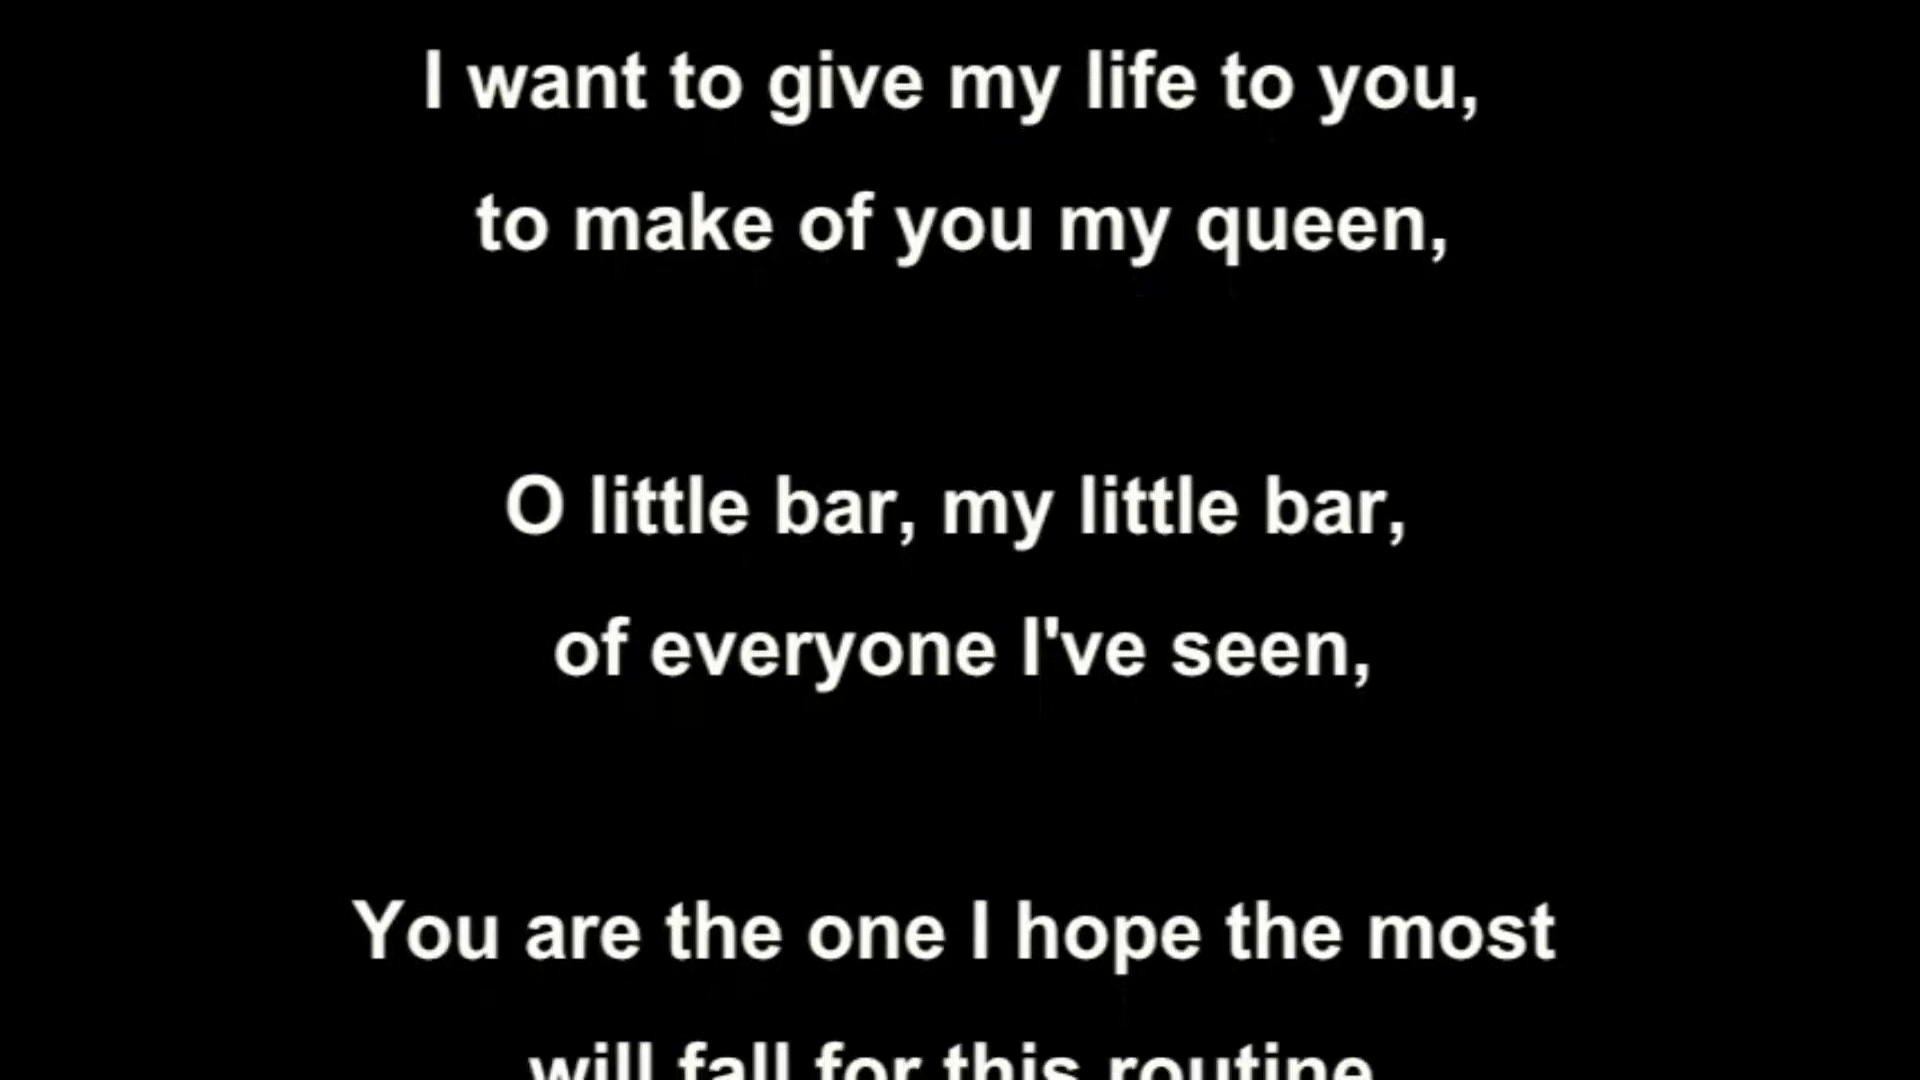 I want to give my life to you,
to make of you my queen,
O little bar, my little bar,
of everyone I've seen,
You are the one I hope the most
will fall for this routine